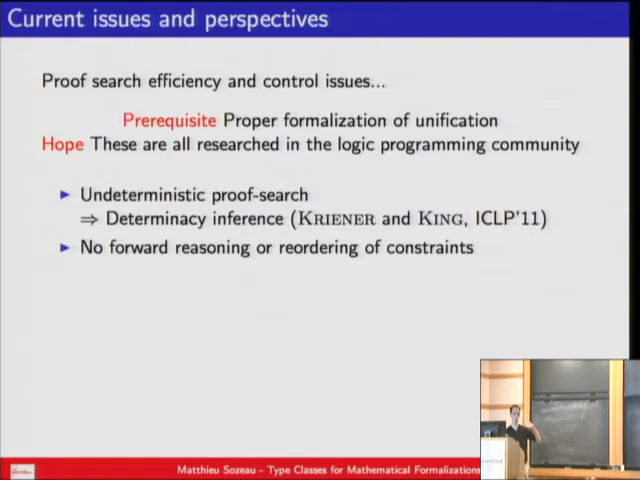 Current issues and perspectives
Proof search efficiency and control issues...
Prerequisite Proper formalization of unification
Hope These are all researched in the logic programming community
▶ Undeterministic proof-search
⇒ Determinacy inference (KRIENER and KING, ICLP'11)
▶ No forward reasoning or reordering of constraints
Matthieu Sozeau - Type Classes for Mathematical Formalizations